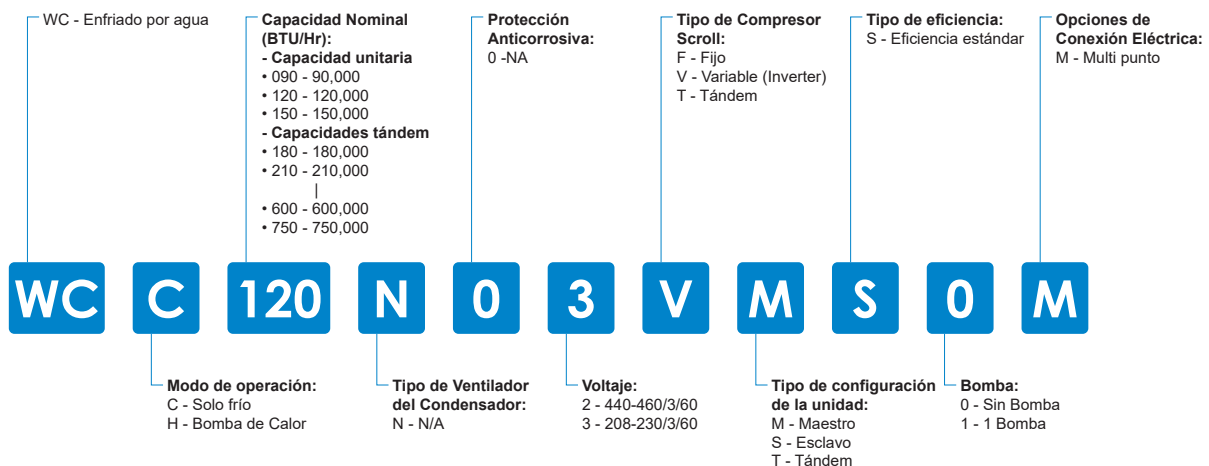 WC - Enfriado por agua
Capacidad Nominal
(BTU/Hr):
- Capacidad unitaria
• 090 - 90,000
• 120 - 120,000
• 150 - 150,000
- Capacidades tándem
• 180 - 180,000
• 210 - 210,000
|
• 600 - 600,000
• 750 - 750,000
Protección
Anticorrosiva:
0 -NA
Tipo de Compresor
Scroll:
F - Fijo
V - Variable (Inverter)
T - Tándem
Tipo de eficiencia:
S - Eficiencia estándar
Opciones de
Conexión Eléctrica:
M - Multi punto
WC C 120 N 0 3 V M S 0 M
Modo de operación:
C - Solo frío
H - Bomba de Calor
Tipo de Ventilador
del Condensador:
N - N/A
Voltaje:
2 - 440-460/3/60
3 - 208-230/3/60
Tipo de configuración
de la unidad:
M - Maestro
S - Esclavo
T - Tándem
Bomba:
0 - Sin Bomba
1 - 1 Bomba